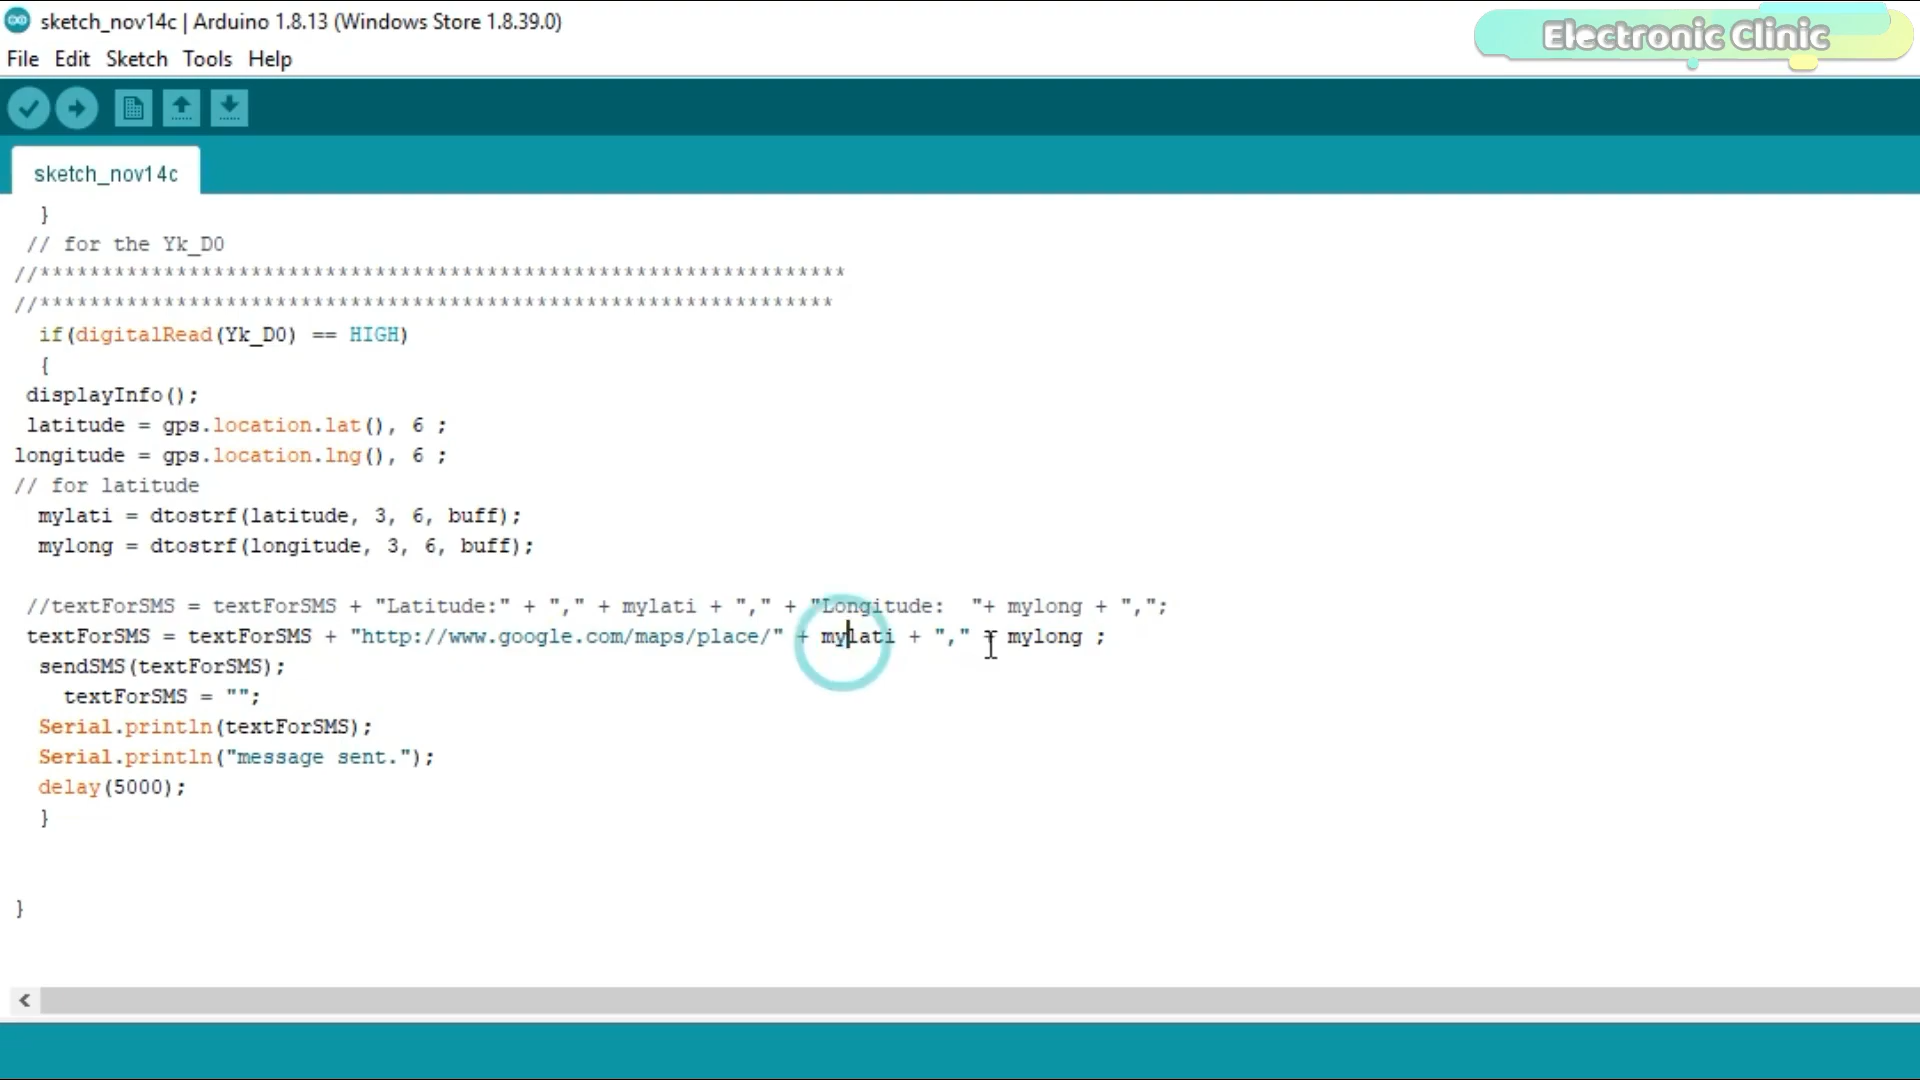 sketch_nov14c | Arduino 1.8.13 (Windows Store 1.8.39.0)
Electronic Clinic
File Edit Sketch Tools Help
sketch_nov14c
}
// for the Yk_D0
//*****************************************************************
//****************************************************************
if(digitalRead(Yk_D0) == HIGH)
{
displayInfo();
latitude = gps.location.lat(), 6 ;
longitude = gps.location.lng(), 6 ;
// for latitude
mylati = dtostrf(latitude, 3, 6, buff);
mylong = dtostrf(longitude, 3, 6, buff);
//textForSMS = textForSMS + "Latitude:" + "," + mylati + "," + "Longitude:  "+ mylong + ",";
textForSMS = textForSMS + "http://www.google.com/maps/place/" + mylati + "," + mylong ;
sendSMS(textForSMS);
textForSMS = "";
Serial.println(textForSMS);
Serial.println("message sent.");
delay(5000);
}
}